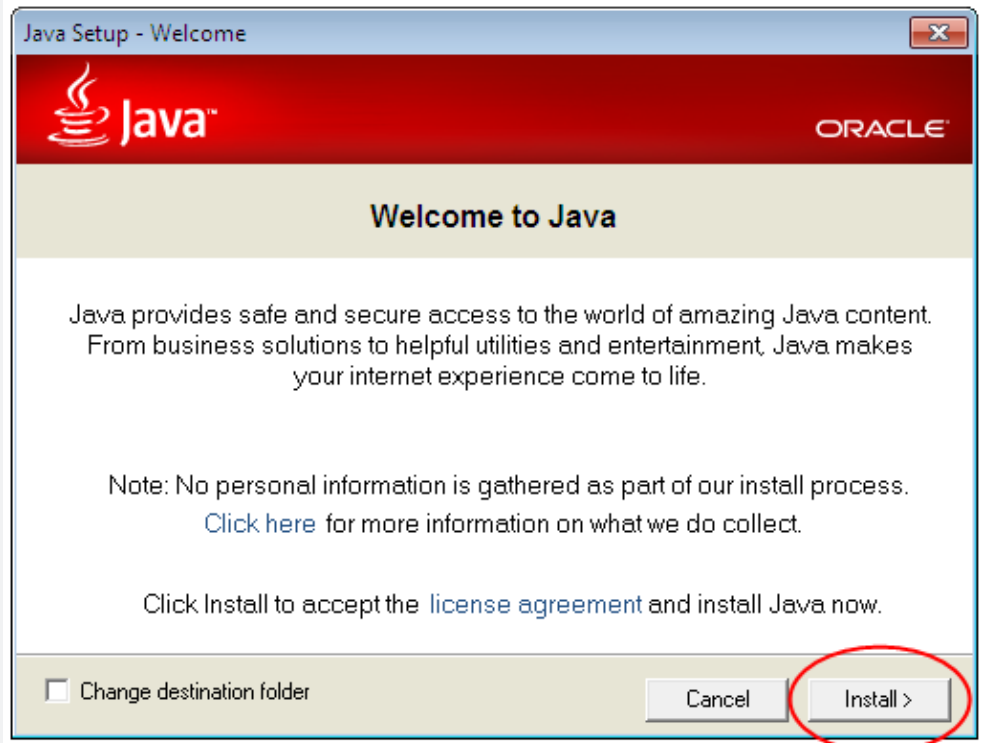 Java Setup - Welcome
Java™
ORACLE®
Welcome to Java
Java provides safe and secure access to the world of amazing Java content.
From business solutions to helpful utilities and entertainment, Java makes
your internet experience come to life.
Note: No personal information is gathered as part of our install process.
Click here for more information on what we do collect.
Click Install to accept the license agreement and install Java now.
Change destination folder
Cancel
Install >